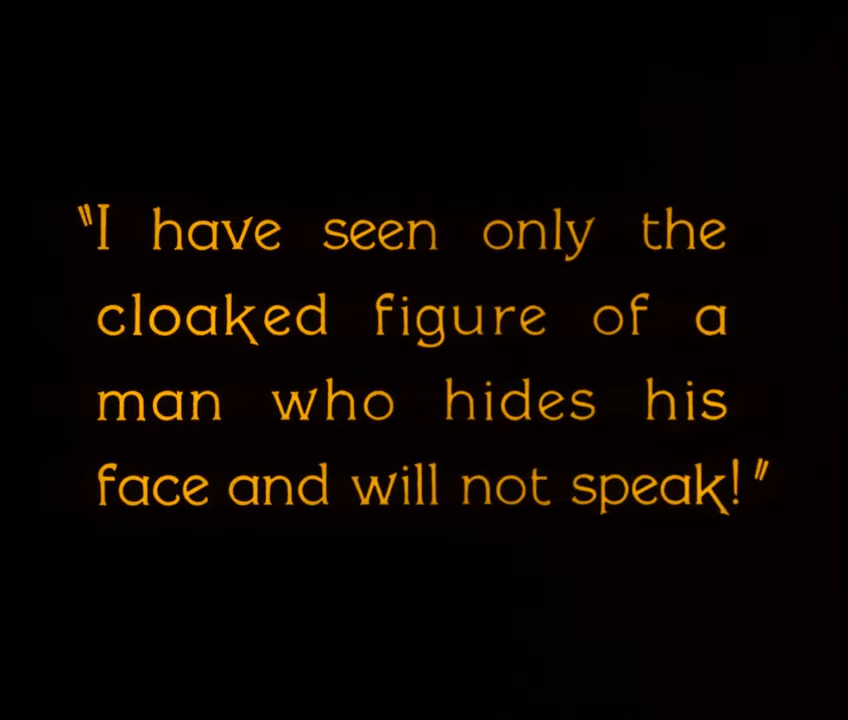 "I have seen only the
cloaked figure of a
man who hides his
face and will not speak!"